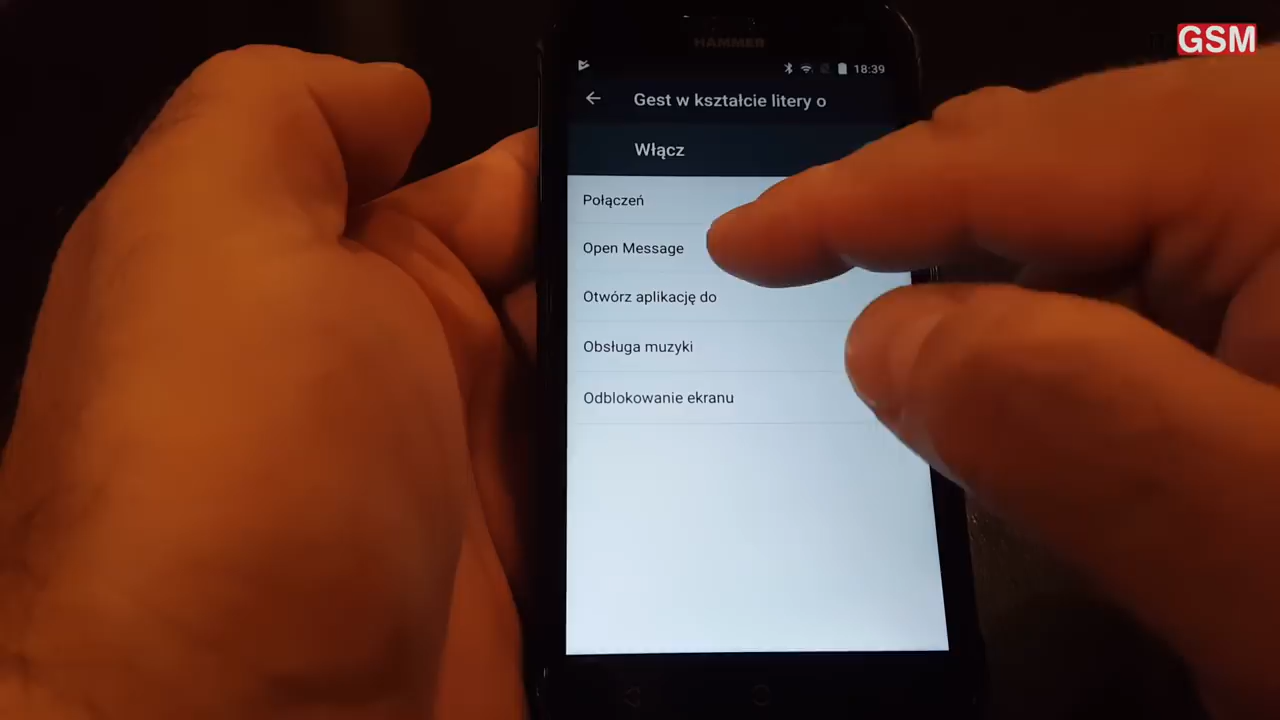 GSM
HAMMER
18:39
Gest w kształcie litery o
Włącz
Połączeń
Open Message
Otwórz aplikację do
Obsługa muzyki
Odblokowanie ekranu